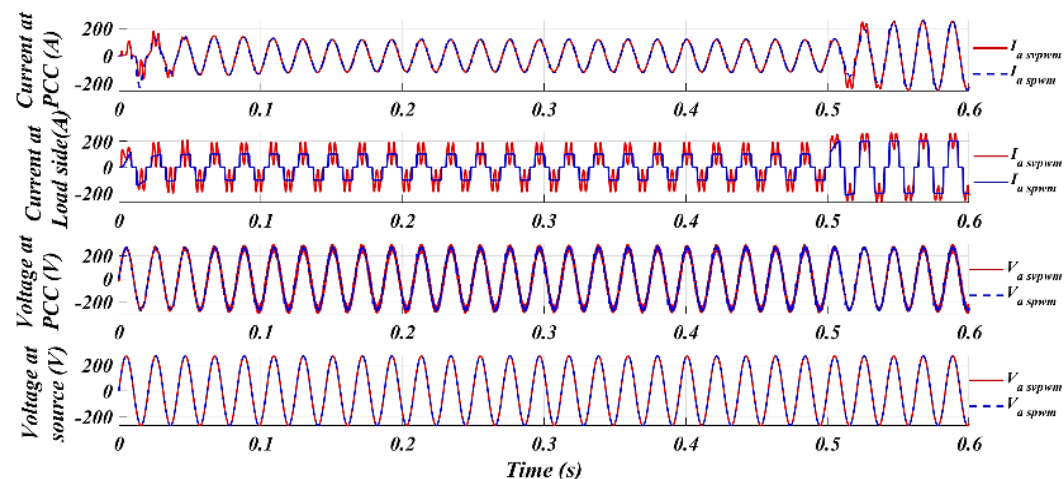 Current at
PCC (A)
200
0
-200
0 0.1 0.2 0.3 0.4 0.5 0.6
I a svpwm
I a spwm
Current at
Load side(A)
200
0
-200
0 0.1 0.2 0.3 0.4 0.5 0.6
I a svpwm
I a spwm
Voltage at
PCC (V)
200
0
-200
0 0.1 0.2 0.3 0.4 0.5 0.6
V a svpwm
V a spwm
Voltage at
source (V)
200
0
-200
0 0.1 0.2 0.3 0.4 0.5 0.6
V a svpwm
V a spwm
Time (s)